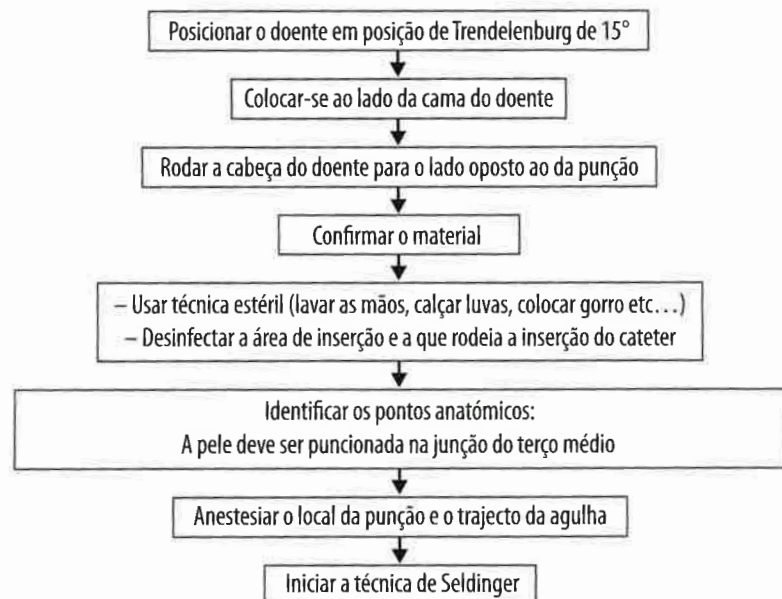 Posicionar o doente em posição de Trendelenburg de 15°
Colocar-se ao lado da cama do doente
Rodar a cabeça do doente para o lado oposto ao da punção
Confirmar o material
– Usar técnica estéril (lavar as mãos, calçar luvas, colocar gorro etc…)
– Desinfectar a área de inserção e a que rodeia a inserção do cateter
Identificar os pontos anatómicos:
A pele deve ser puncionada na junção do terço médio
Anestesiar o local da punção e o trajecto da agulha
Iniciar a técnica de Seldinger